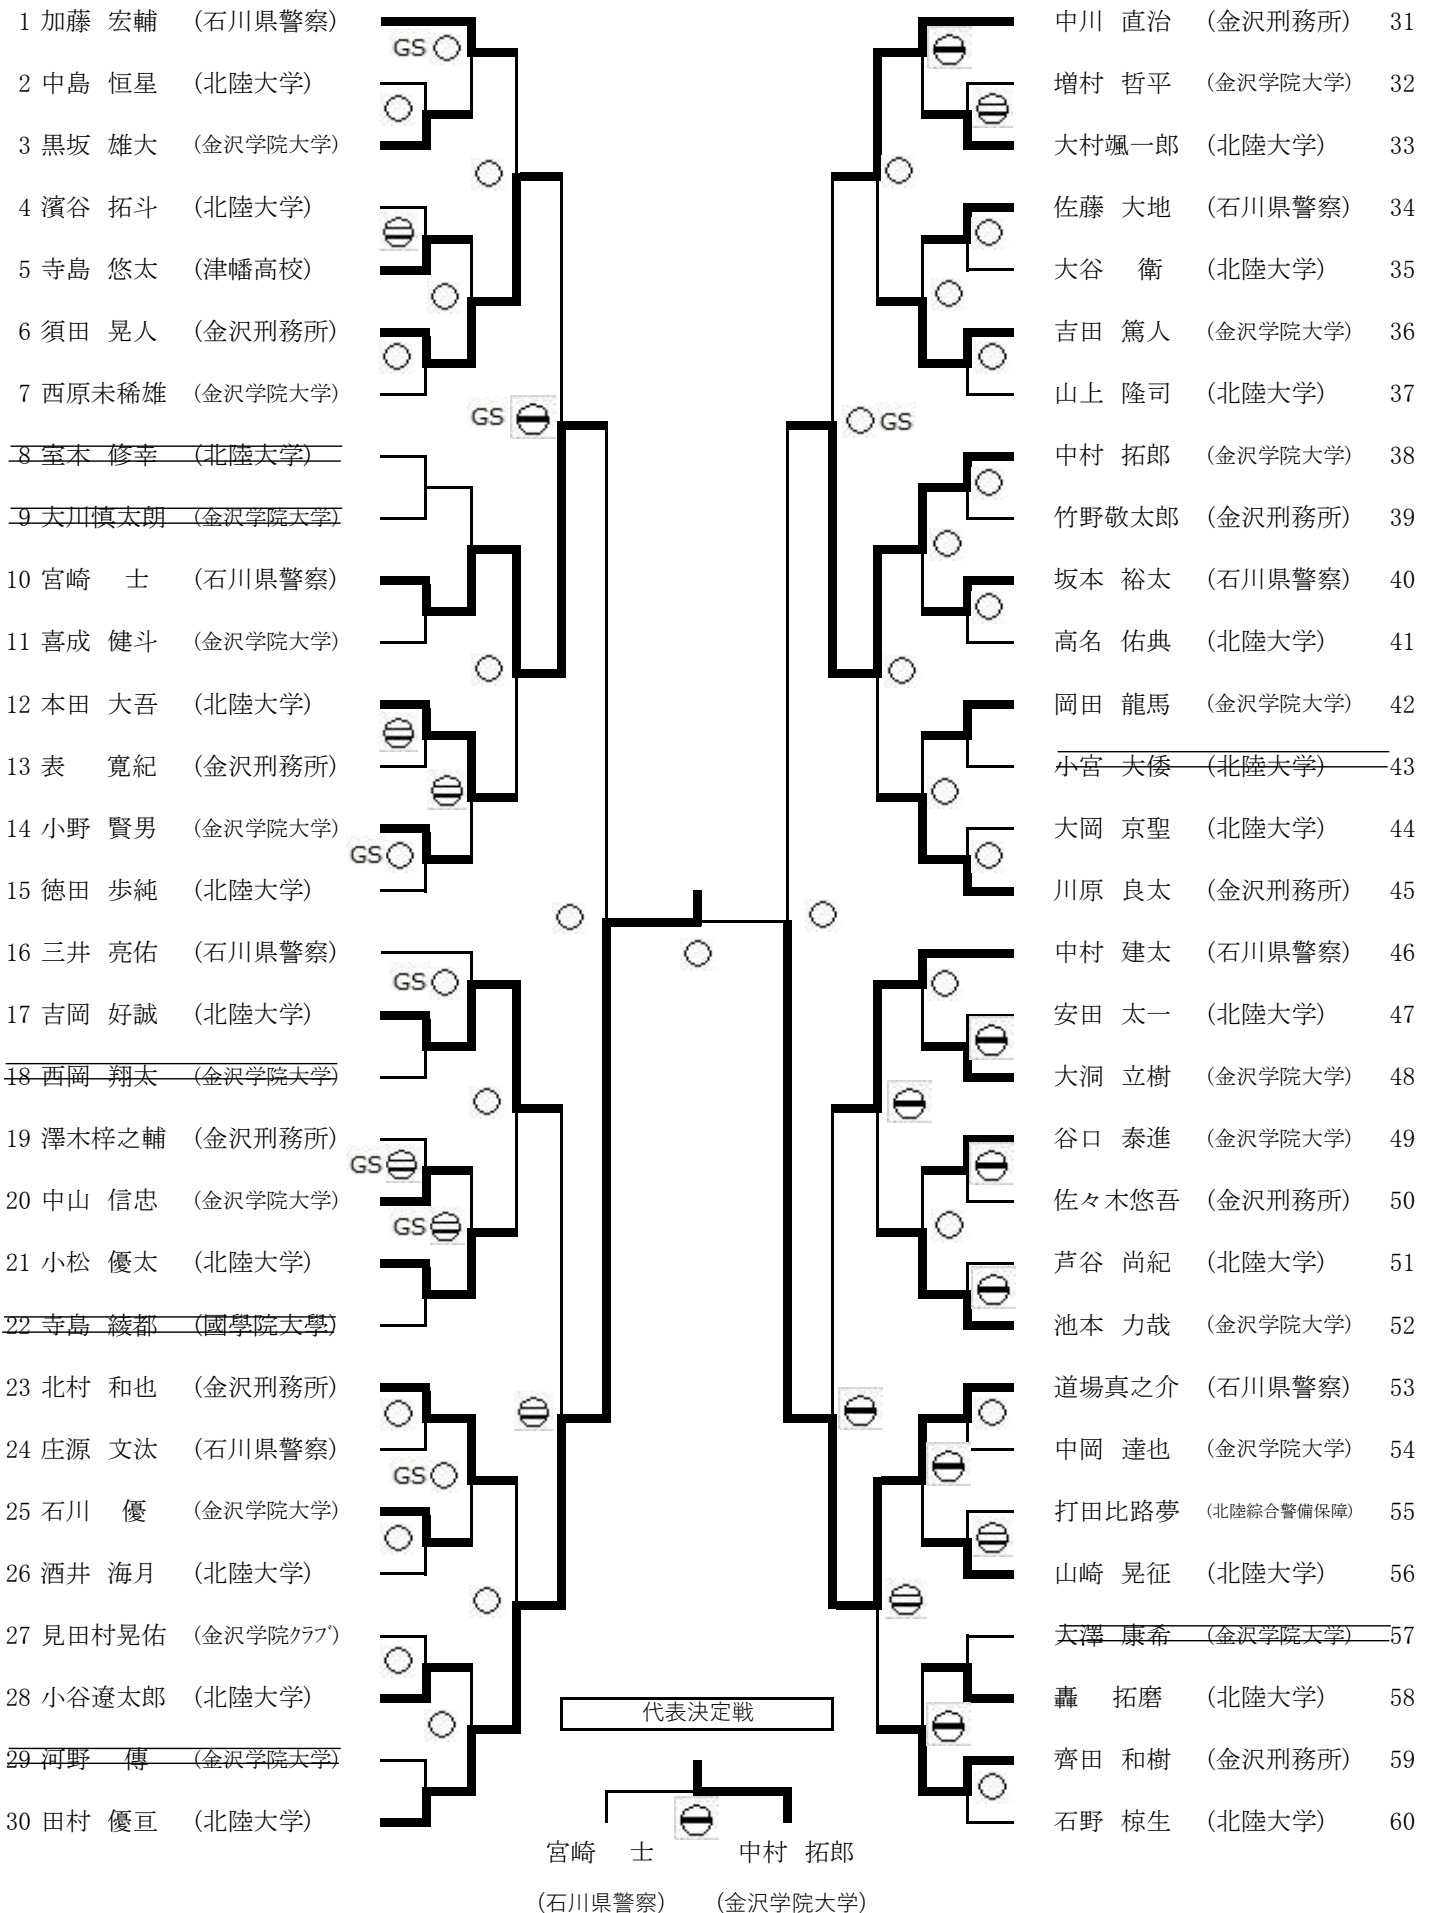 1 加藤 宏輔 (石川県警察)
GS
2 中島 恒星 (北陸大学)
3 黒坂 雄大 (金沢学院大学)
4 濱谷 拓斗 (北陸大学)
5 寺島 悠太 (津幡高校)
6 須田 晃人 (金沢刑務所)
7 西原未稀雄 (金沢学院大学)
GS
8 室木 修幸 (北陸大学)
9 大川慎太朗 (金沢学院大学)
10 宮崎 士 (石川県警察)
11 喜成 健斗 (金沢学院大学)
12 本田 大吾 (北陸大学)
13 表 寛紀 (金沢刑務所)
14 小野 賢男 (金沢学院大学)
GS
15 徳田 歩純 (北陸大学)
16 三井 亮佑 (石川県警察)
GS
17 吉岡 好誠 (北陸大学)
18 西岡 翔太 (金沢学院大学)
19 澤木梓之輔 (金沢刑務所)
GS
20 中山 信忠 (金沢学院大学)
GS
21 小松 優太 (北陸大学)
22 寺島 綾都 (國學院大學)
23 北村 和也 (金沢刑務所)
24 庄源 文汰 (石川県警察)
GS
25 石川 優 (金沢学院大学)
26 酒井 海月 (北陸大学)
27 見田村晃佑 (金沢学院ｸﾗﾌﾞ)
28 小谷遼太郎 (北陸大学)
29 河野 傳 (金沢学院大学)
30 田村 優亘 (北陸大学)
中川 直治 (金沢刑務所) 31
増村 哲平 (金沢学院大学) 32
大村颯一郎 (北陸大学) 33
佐藤 大地 (石川県警察) 34
大谷 衛 (北陸大学) 35
吉田 篤人 (金沢学院大学) 36
山上 隆司 (北陸大学) 37
GS
中村 拓郎 (金沢学院大学) 38
竹野敬太郎 (金沢刑務所) 39
坂本 裕太 (石川県警察) 40
高名 佑典 (北陸大学) 41
岡田 龍馬 (金沢学院大学) 42
小宮 大倭 (北陸大学) 43
大岡 京聖 (北陸大学) 44
川原 良太 (金沢刑務所) 45
中村 建太 (石川県警察) 46
安田 太一 (北陸大学) 47
大洞 立樹 (金沢学院大学) 48
谷口 泰進 (金沢学院大学) 49
佐々木悠吾 (金沢刑務所) 50
芦谷 尚紀 (北陸大学) 51
池本 力哉 (金沢学院大学) 52
道場真之介 (石川県警察) 53
中岡 達也 (金沢学院大学) 54
打田比路夢 (北陸綜合警備保障) 55
山崎 晃征 (北陸大学) 56
大澤 康希 (金沢学院大学) 57
轟 拓磨 (北陸大学) 58
齊田 和樹 (金沢刑務所) 59
石野 椋生 (北陸大学) 60
代表決定戦
宮崎 士 中村 拓郎
(石川県警察) (金沢学院大学)